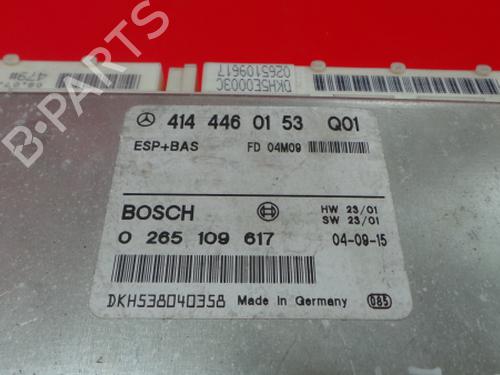 479#
DKH5E0003C
0265109617
B-PARTS
414 446 01 53 Q01
ESP+BAS FD 04M09
BOSCH HW 23/01
SW 23/01
0 265 109 617 04-09-15
DKH538040358 Made in Germany 085